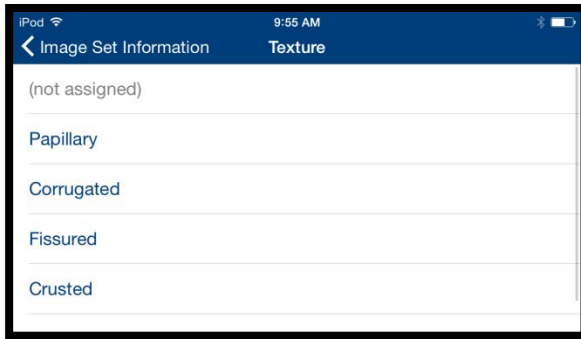 iPod 9:55 AM
Image Set Information Texture
(not assigned)
Papillary
Corrugated
Fissured
Crusted